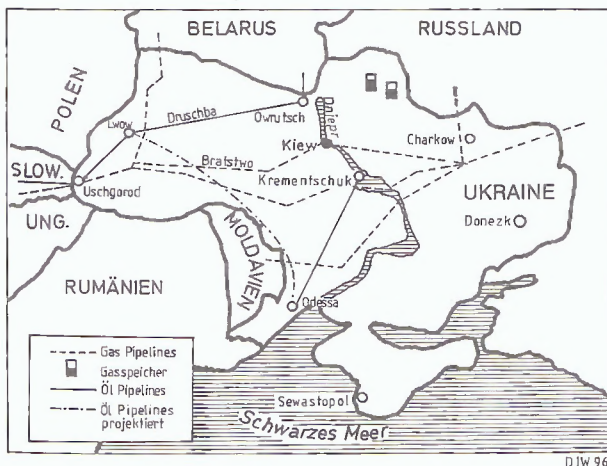 BELARUS
RUSSLAND
POLEN
Druschba
Owrutsch
Dniepr
Lwow
Kiew
Charkow
Bratstwo
SLOW.
Krementschuk
Uschgorod
UKRAINE
UNG.
Donezk
MOLDAVIEN
RUMÄNIEN
Odessa
Gas Pipelines
Gasspeicher
Öl Pipelines
Öl Pipelines
projektiert
Sewastopol
Schwarzes Meer
DIW 96